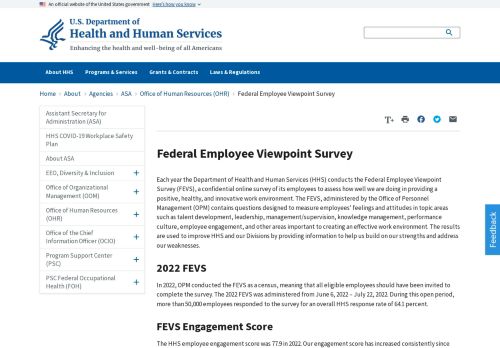 An official website of the United States government Here's how you know
U.S. Department of
Health and Human Services
Enhancing the health and well-being of all Americans
About HHS Programs & Services Grants & Contracts Laws & Regulations
Home > About > Agencies > ASA > Office of Human Resources (OHR) > Federal Employee Viewpoint Survey
Assistant Secretary for
Administration (ASA)
HHS COVID-19 Workplace Safety
Plan
About ASA
EEO, Diversity & Inclusion +
Office of Organizational
Management (OOM) +
Office of Human Resources
(OHR) +
Office of the Chief
Information Officer (OCIO) +
Program Support Center
(PSC) +
PSC Federal Occupational
Health (FOH) +
T+
Federal Employee Viewpoint Survey
Each year the Department of Health and Human Services (HHS) conducts the Federal Employee Viewpoint
Survey (FEVS), a confidential online survey of its employees to assess how well we are doing in providing a
positive, healthy, and innovative work environment. The FEVS, administered by the Office of Personnel
Management (OPM) contains questions designed to measure employees' feelings and attitudes in topic areas
such as talent development, leadership, management/supervision, knowledge management, performance
culture, employee engagement, and other areas important to creating an effective work environment. The results
are used to improve HHS and our Divisions by providing information to help us build on our strengths and address
our weaknesses.
2022 FEVS
In 2022, OPM conducted the FEVS as a census, meaning that all eligible employees should have been invited to
complete the survey. The 2022 FEVS was administered from June 6, 2022 – July 22, 2022. During this open period,
more than 50,000 employees responded to the survey for an overall HHS response rate of 64.1 percent.
FEVS Engagement Score
The HHS employee engagement score was 77.9 in 2022. Our engagement score has increased consistently since
Feedback